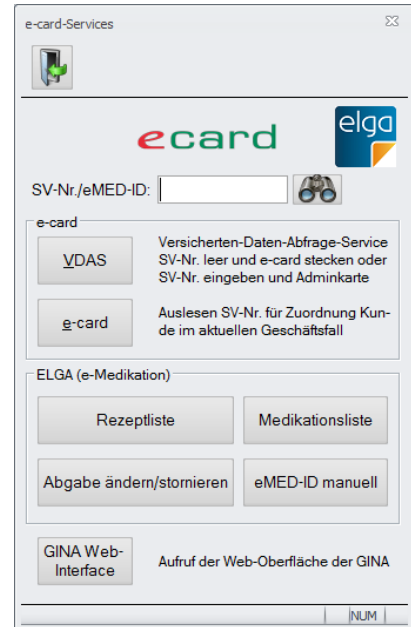 e-card-Services
ecard
elga
SV-Nr./eMED-ID:
e-card
VDAS
Versicherten-Daten-Abfrage-Service
SV-Nr. leer und e-card stecken oder
SV-Nr. eingeben und Adminkarte
e-card
Auslesen SV-Nr. für Zuordnung Kun-
de im aktuellen Geschäftsfall
ELGA (e-Medikation)
Rezeptliste
Medikationsliste
Abgabe ändern/stornieren
eMED-ID manuell
GINA Web-
Interface
Aufruf der Web-Oberfläche der GINA
NUM